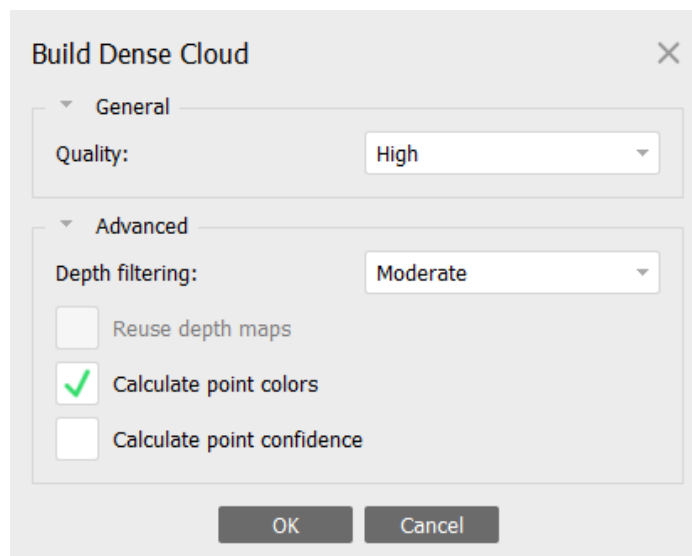 Build Dense Cloud
General
Quality: High
Advanced
Depth filtering: Moderate
Reuse depth maps
Calculate point colors
Calculate point confidence
OK Cancel